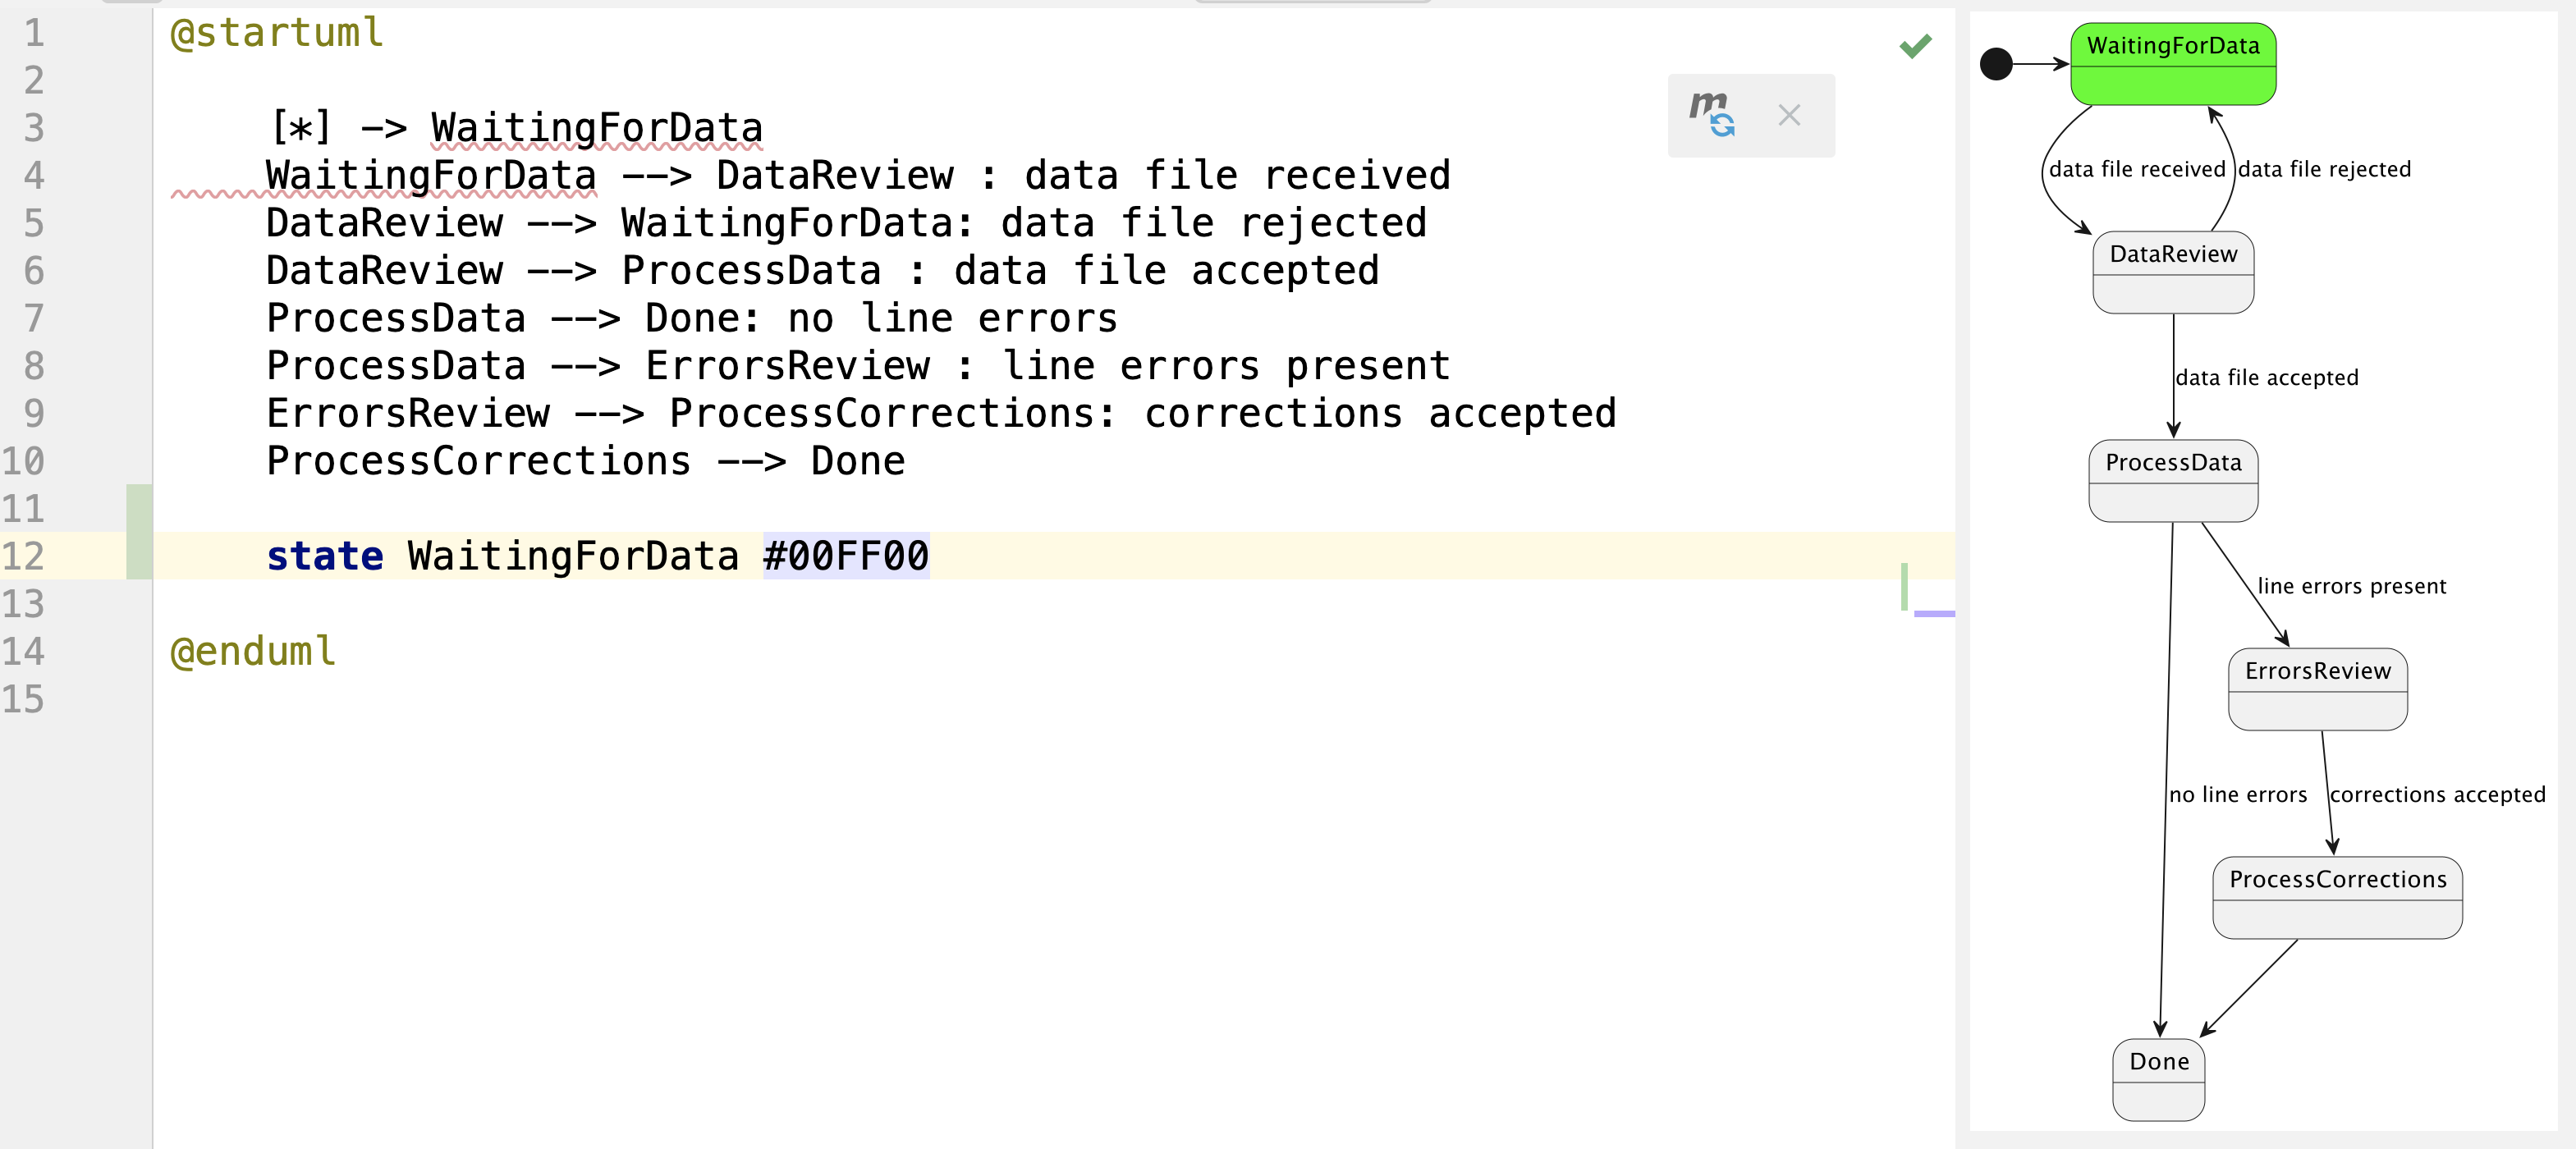 1 @startuml
2
3 [*] -> WaitingForData
4 WaitingForData --> DataReview : data file received
5 DataReview --> WaitingForData: data file rejected
6 DataReview --> ProcessData : data file accepted
7 ProcessData --> Done: no line errors
8 ProcessData --> ErrorsReview : line errors present
9 ErrorsReview --> ProcessCorrections: corrections accepted
10 ProcessCorrections --> Done
11
12 state WaitingForData #00FF00
13
14 @enduml
15
m
WaitingForData
data file received data file rejected
DataReview
data file accepted
ProcessData
line errors present
ErrorsReview
no line errors corrections accepted
ProcessCorrections
Done